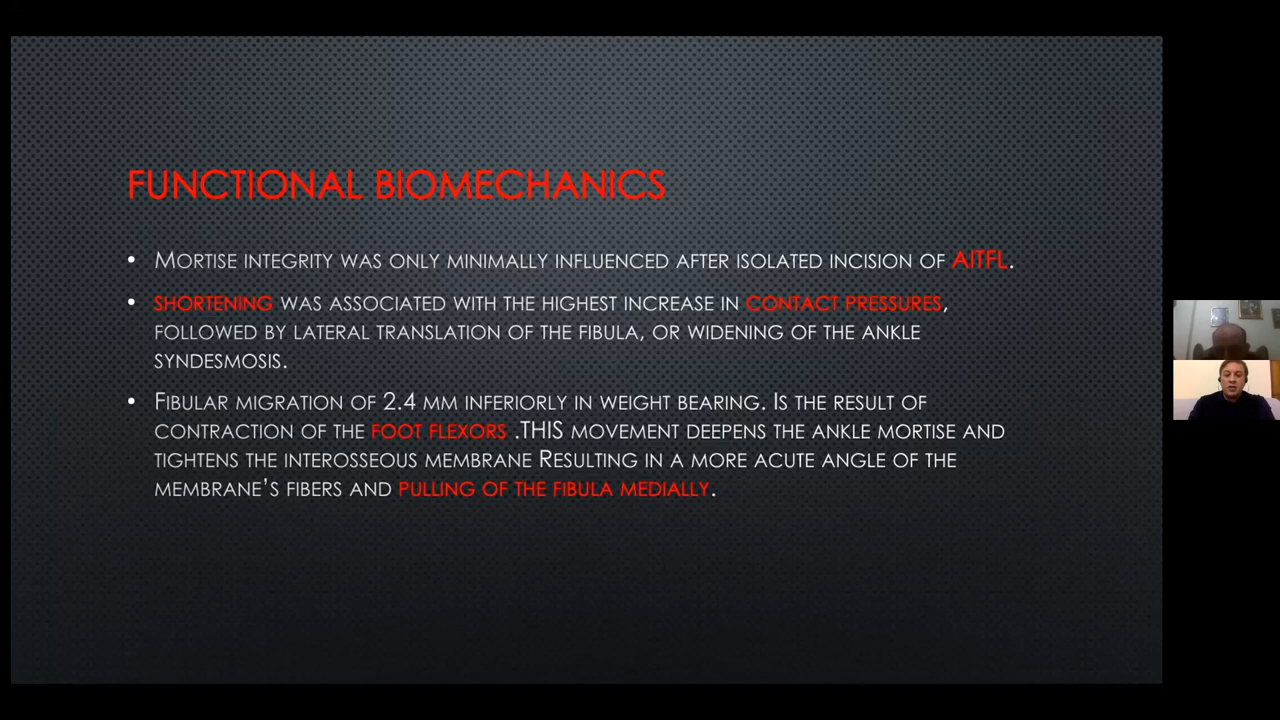 FUNCTIONAL BIOMECHANICS
• MORTISE INTEGRITY WAS ONLY MINIMALLY INFLUENCED AFTER ISOLATED INCISION OF AITFL.
• SHORTENING WAS ASSOCIATED WITH THE HIGHEST INCREASE IN CONTACT PRESSURES,
FOLLOWED BY LATERAL TRANSLATION OF THE FIBULA, OR WIDENING OF THE ANKLE
SYNDESMOSIS.
• FIBULAR MIGRATION OF 2.4 MM INFERIORLY IN WEIGHT BEARING. IS THE RESULT OF
CONTRACTION OF THE FOOT FLEXORS .THIS MOVEMENT DEEPENS THE ANKLE MORTISE AND
TIGHTENS THE INTEROSSEOUS MEMBRANE RESULTING IN A MORE ACUTE ANGLE OF THE
MEMBRANE'S FIBERS AND PULLING OF THE FIBULA MEDIALLY.